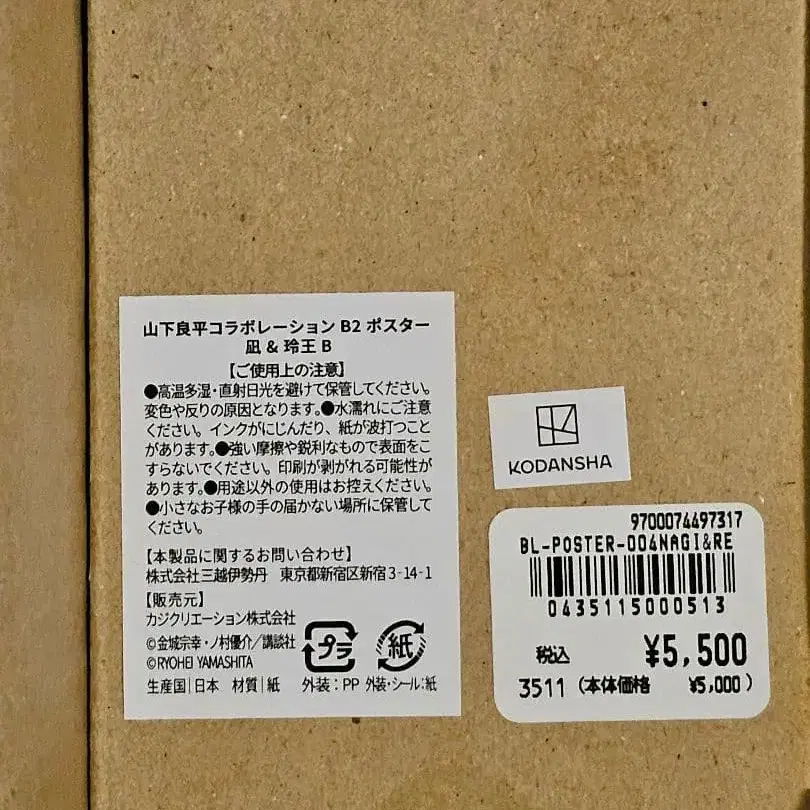 山下良平コラボレーション B2 ポスター
凪 & 玲王 B
【ご使用上の注意】
●高温多湿・直射日光を避けて保管してください。
変色や反りの原因となります。●水濡れにご注意
ください。インクがにじんだり、紙が波打つこと
があります。●強い摩擦や鋭利なもので表面をこ
すらないでください。印刷が剥がれる可能性が
あります。●用途以外の使用はお控えください。
●小さなお子様の手の届かない場所に保管して
ください。
【本製品に関するお問い合わせ】
株式会社三越伊勢丹 東京都新宿区新宿3-14-1
【販売元】
カジクリエーション株式会社
©金城宗幸・ノ村優介／講談社
©RYOHEI YAMASHITA
プラ
紙
生産国|日本 材質|紙 外装：PP 外装・シール：紙
KODANSHA
9700074497317
BL-POSTER-004NAGI&RE
0435115000513
税込 ¥5,500
3511 (本体価格 ¥5,000)